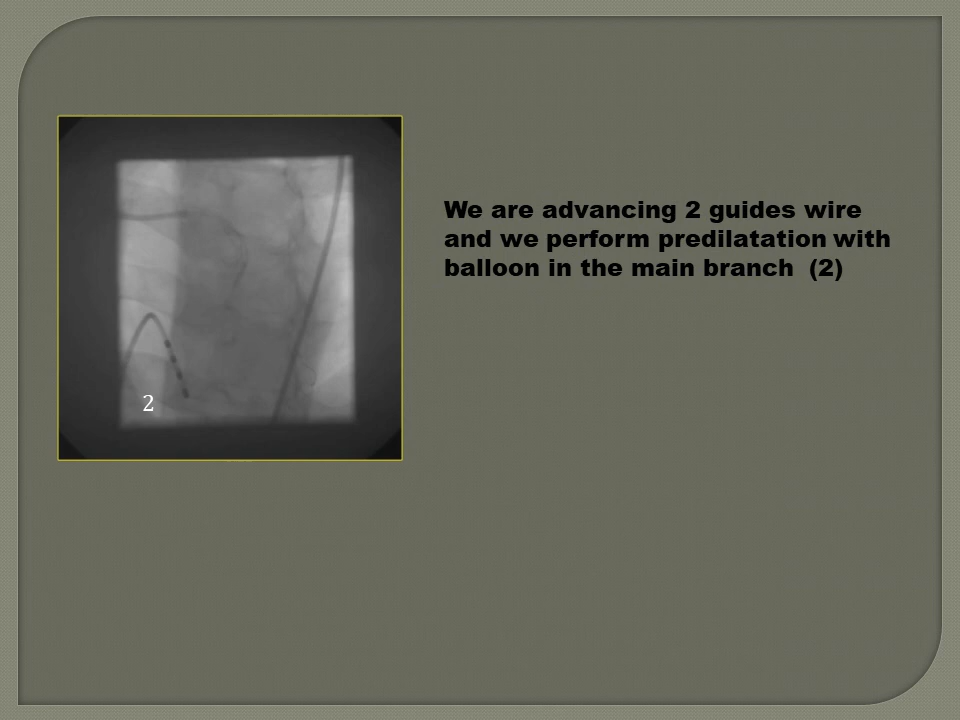 We are advancing 2 guides wire
and we perform predilatation with
balloon in the main branch (2)
2